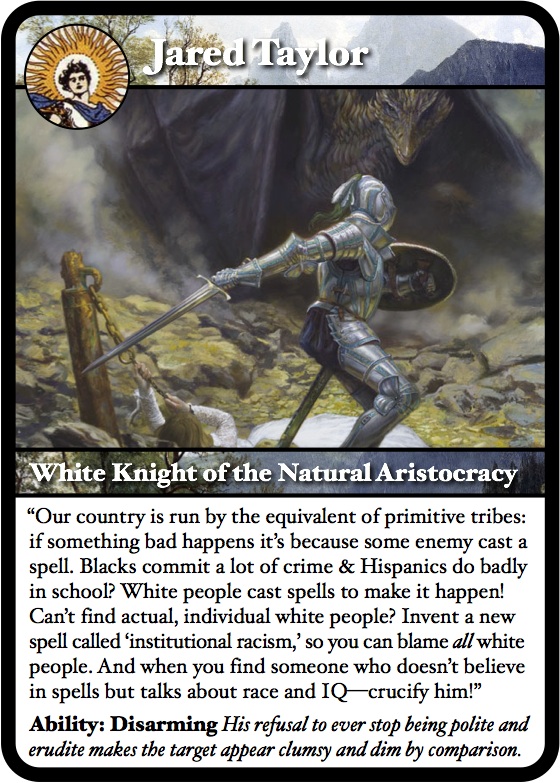 Jared Taylor
White Knight of the Natural Aristocracy
“Our country is run by the equivalent of primitive tribes:
if something bad happens it’s because some enemy cast a
spell. Blacks commit a lot of crime & Hispanics do badly
in school? White people cast spells to make it happen!
Can’t find actual, individual white people? Invent a new
spell called ‘institutional racism,’ so you can blame all white
people. And when you find someone who doesn’t believe
in spells but talks about race and IQ—crucify him!”
Ability: Disarming His refusal to ever stop being polite and
erudite makes the target appear clumsy and dim by comparison.